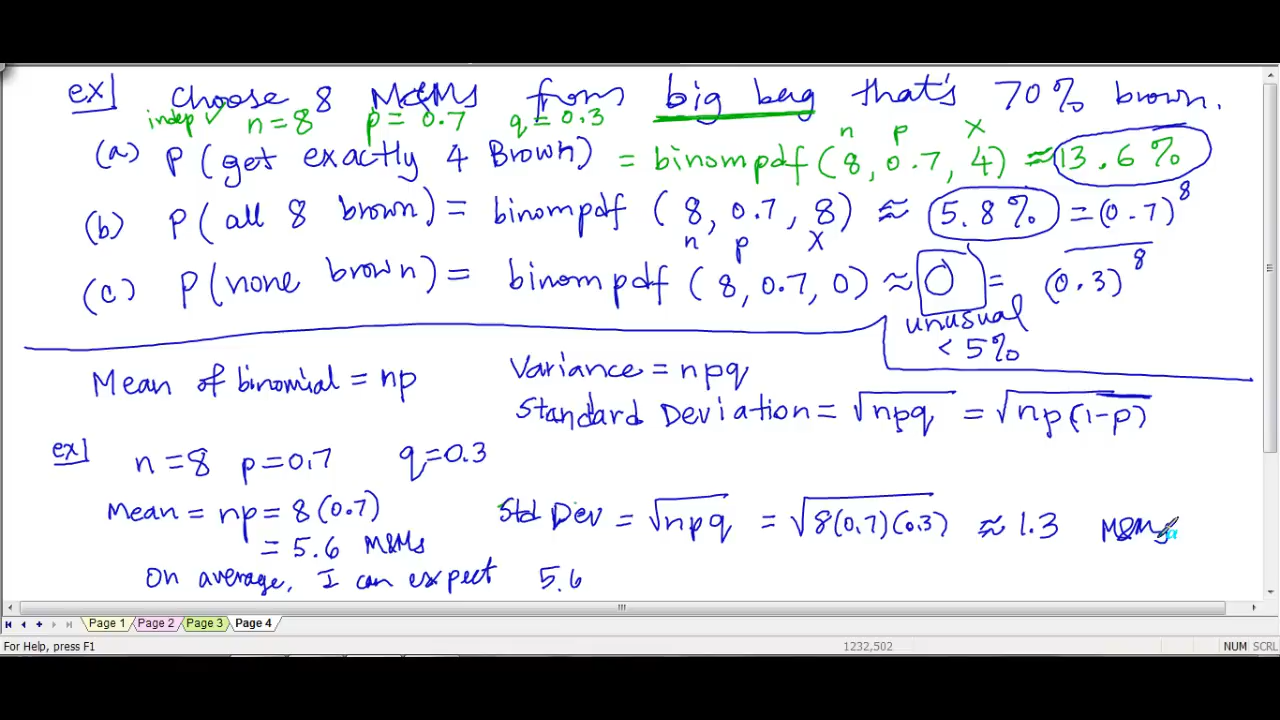 ex1 Choose 8 M&Ms from big bag that's 70% brown.
indep ✓ n=8 p=0.7 q=0.3
n p x
(a) P(get exactly 4 Brown) = binompdf(8,0.7,4) ≈ 13.6%
(b) P(all 8 brown) = binompdf (8,0.7,8) ≈ 5.8% = (0.7)^8
n p x
(c) P(none brown) = binompdf (8,0.7,0) ≈ 0 = (0.3)^8
unusual
< 5%
Mean of binomial = np
Variance = npq
Standard Deviation = √npq = √np(1-p)
ex1 n=8 p=0.7 q=0.3
Mean = np = 8(0.7)
= 5.6 M&Ms
Std Dev = √npq = √8(0.7)(0.3) ≈ 1.3 M&Ms
On average, I can expect 5.6
Page 1 Page 2 Page 3 Page 4
For Help, press F1 1232,502 NUM SCRL